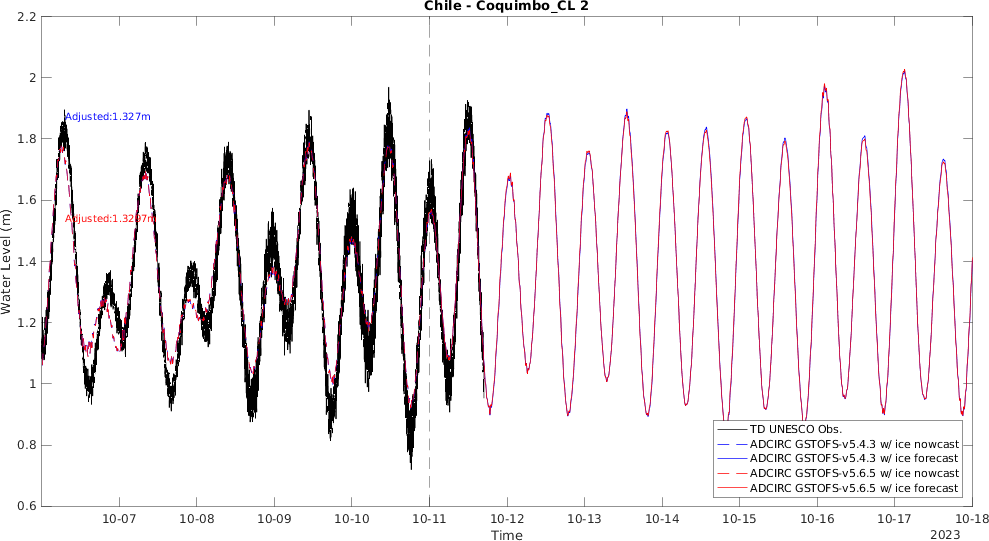 Chile - Coquimbo_CL 2
2.2
2
1.8
1.6
1.4
1.2
1
0.8
0.6
Water Level (m)
Adjusted:1.327m
Adjusted:1.3297m
TD UNESCO Obs.
ADCIRC GSTOFS-v5.4.3 w/ ice nowcast
ADCIRC GSTOFS-v5.4.3 w/ ice forecast
ADCIRC GSTOFS-v5.6.5 w/ ice nowcast
ADCIRC GSTOFS-v5.6.5 w/ ice forecast
10-07 10-08 10-09 10-10 10-11 10-12 10-13 10-14 10-15 10-16 10-17 10-18
Time
2023